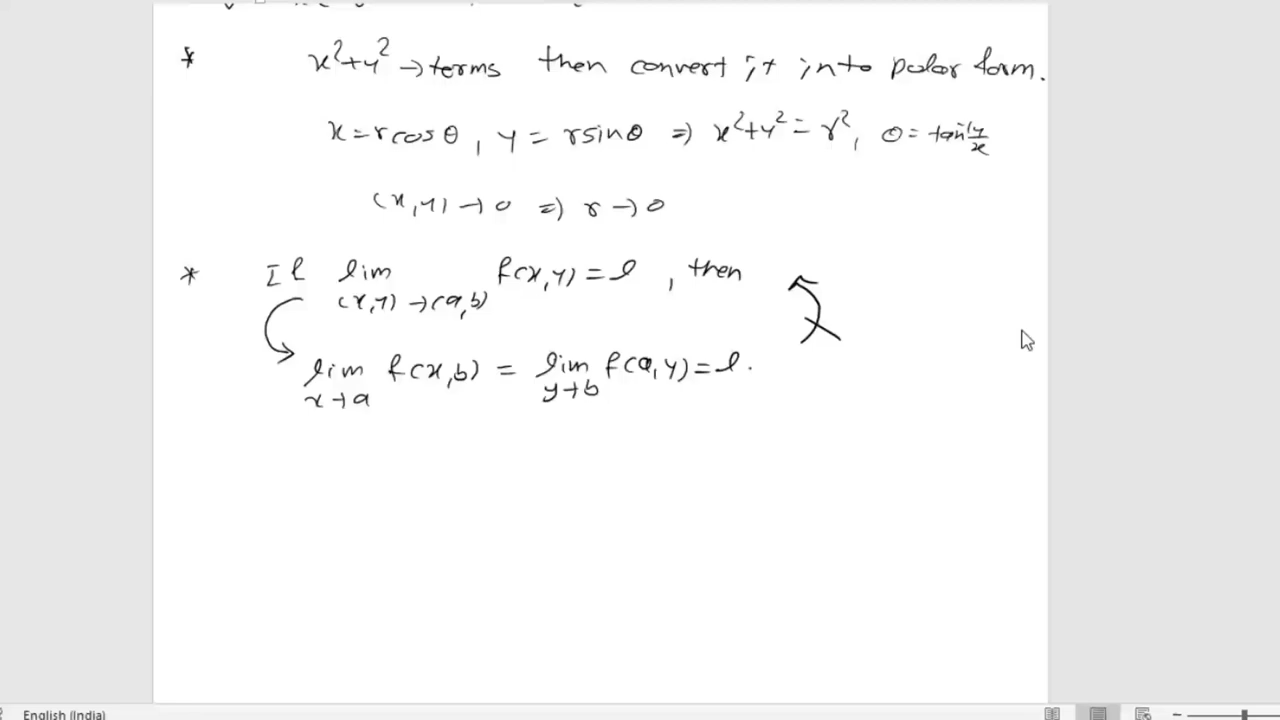 * x²+y² → terms then convert it into polar form.
x = r cos θ, y = r sin θ ⇒ x²+y² = r², θ = tan⁻¹ y/x
(x,y) → 0 ⇒ r → 0
* If lim f(x,y) = l, then
(x,y) → (a,b)
lim f(x,b) = lim f(a,y) = l.
x→a y→b
English (India)